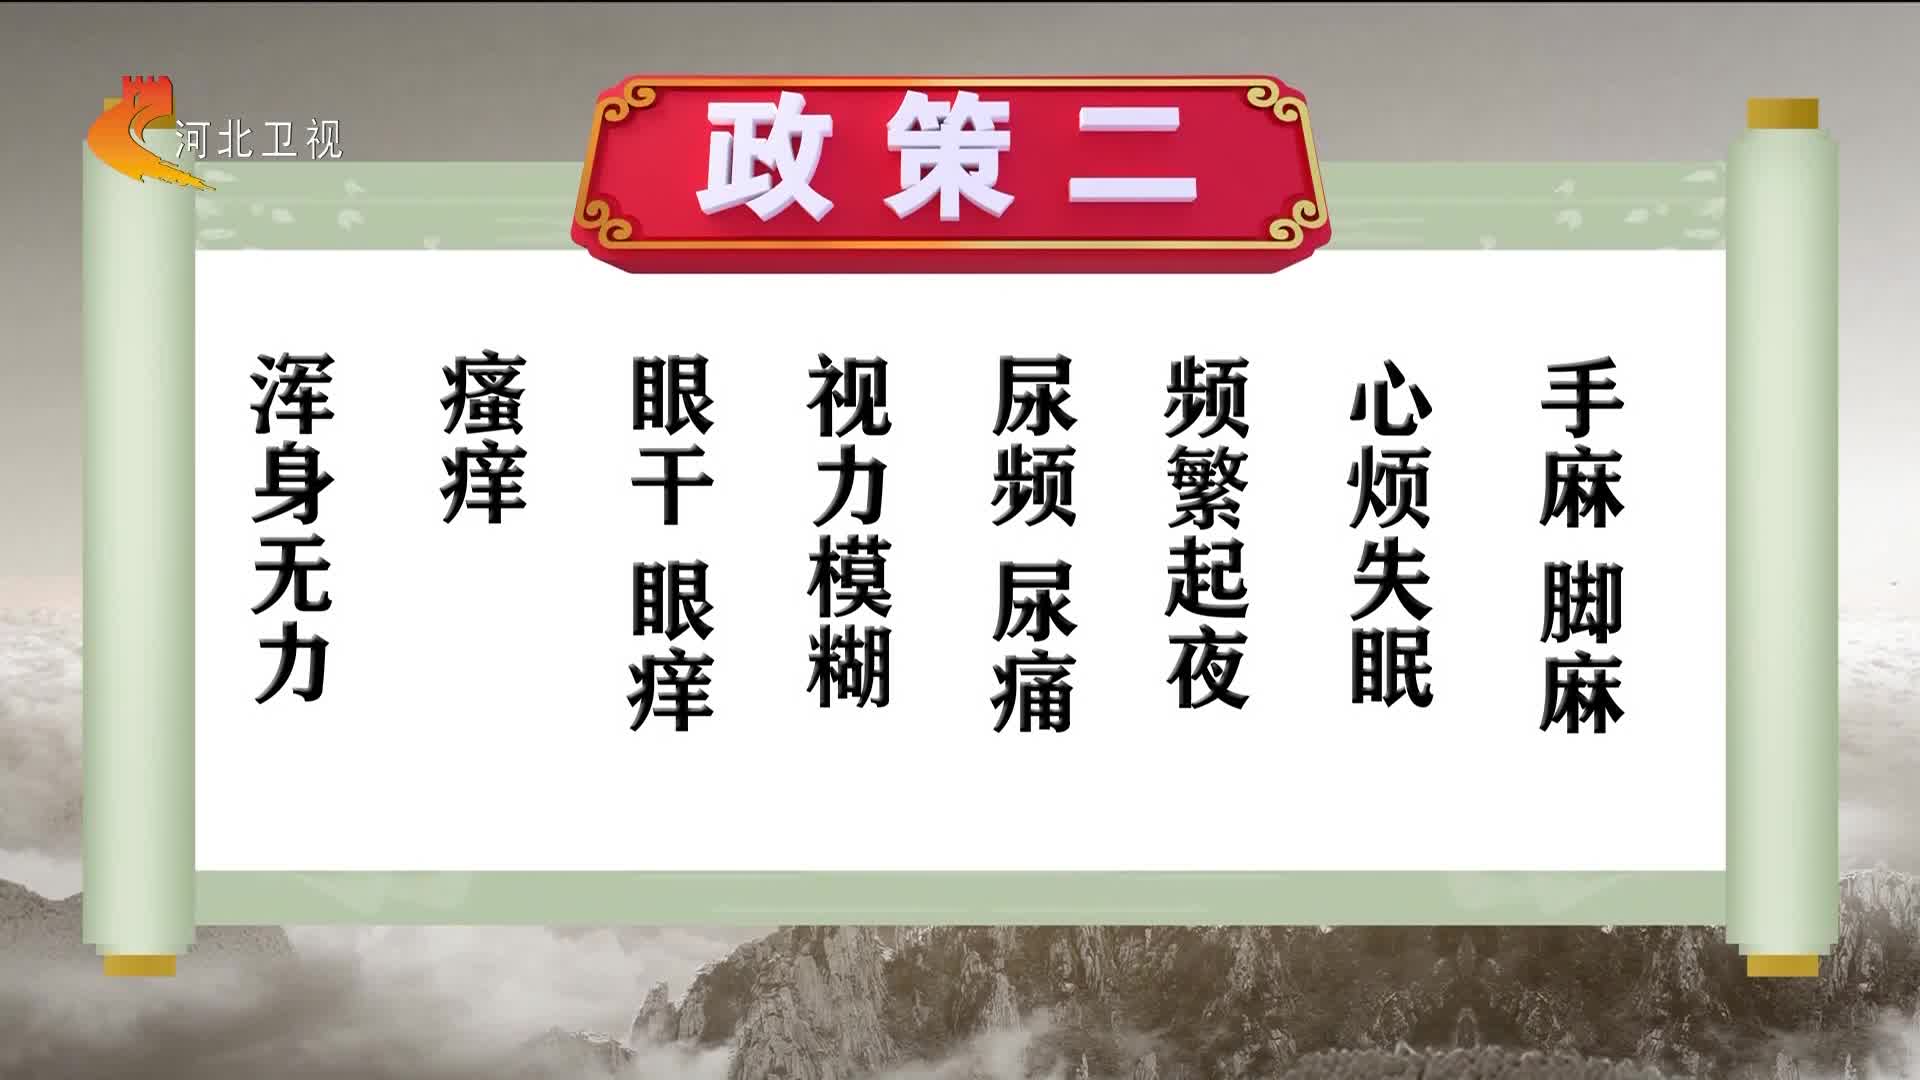 河北卫视
政策二
手麻 脚麻
心烦失眠
频繁起夜
尿频 尿痛
视力模糊
眼干 眼痒
瘙痒
浑身无力